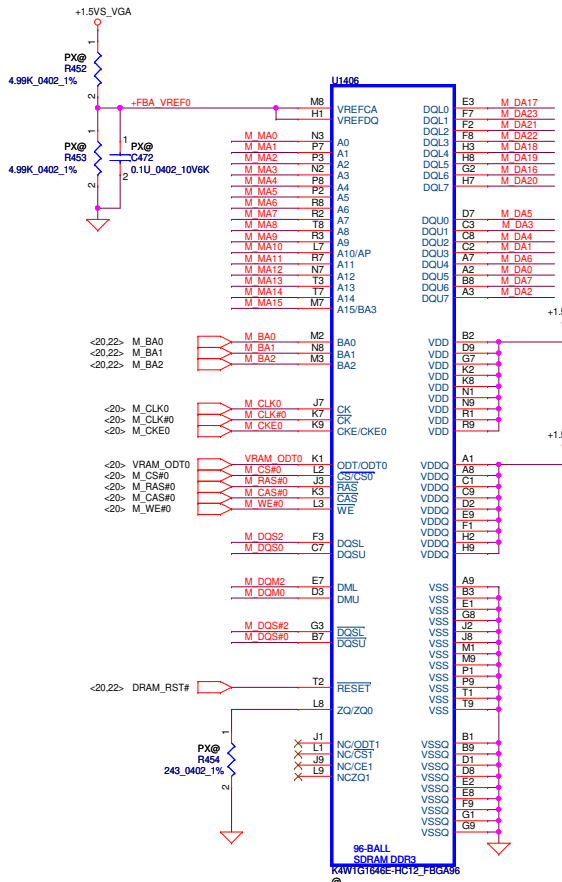 +1.5VS_VGA
1
PX@
R452
4.99K_0402_1%
2
+FBA_VREF0
1
PX@
R453
4.99K_0402_1%
2
1
PX@
C472
0.1U_0402_10V6K
2
U1406
M8 VREFCA
H1 VREFDQ
M_MA0 N3 A0
M_MA1 P7 A1
M_MA2 P3 A2
M_MA3 N2 A3
M_MA4 P8 A4
M_MA5 P2 A5
M_MA6 R8 A6
M_MA7 R2 A7
M_MA8 T8 A8
M_MA9 R3 A9
M_MA10 L7 A10/AP
M_MA11 R7 A11
M_MA12 N7 A12
M_MA13 T3 A13
M_MA14 T7 A14
M_MA15 M7 A15/BA3
<20,22> M_BA0 M_BA0 M2 BA0
<20,22> M_BA1 M_BA1 N8 BA1
<20,22> M_BA2 M_BA2 M3 BA2
<20> M_CLK0 M_CLK0 J7 CK
<20> M_CLK#0 M_CLK#0 K7 CK
<20> M_CKE0 M_CKE0 K9 CKE/CKE0
<20> VRAM_ODT0 VRAM_ODT0 K1 ODT/ODT0
<20> M_CS#0 M_CS#0 L2 CS/CS0
<20> M_RAS#0 M_RAS#0 J3 RAS
<20> M_CAS#0 M_CAS#0 K3 CAS
<20> M_WE#0 M_WE#0 L3 WE
M_DQS2 F3 DQSL
M_DQS0 C7 DQSU
M_DQM2 E7 DML
M_DQM0 D3 DMU
M_DQS#2 G3 DQSL
M_DQS#0 B7 DQSU
<20,22> DRAM_RST# T2 RESET
L8 ZQ/ZQ0
1
PX@
R454
243_0402_1%
2
J1 NC/ODT1
L1 NC/CS1
J9 NC/CE1
L9 NCZQ1
DQL0 E3 M_DA17
DQL1 F7 M_DA23
DQL2 F2 M_DA21
DQL3 F8 M_DA22
DQL4 H3 M_DA18
DQL5 H8 M_DA19
DQL6 G2 M_DA16
DQL7 H7 M_DA20
DQU0 D7 M_DA5
DQU1 C3 M_DA3
DQU2 C8 M_DA4
DQU3 C2 M_DA1
DQU4 A7 M_DA6
DQU5 A2 M_DA0
DQU6 B8 M_DA7
DQU7 A3 M_DA2
+1.
VDD B2
VDD D9
VDD G7
VDD K2
VDD K8
VDD N1
VDD N9
VDD R1
VDD R9
+1.
VDDQ A1
VDDQ A8
VDDQ C1
VDDQ C9
VDDQ D2
VDDQ E9
VDDQ F1
VDDQ H2
VDDQ H9
VSS A9
VSS B3
VSS E1
VSS G8
VSS J2
VSS J8
VSS M1
VSS M9
VSS P1
VSS P9
VSS T1
VSS T9
VSSQ B1
VSSQ B9
VSSQ D1
VSSQ D8
VSSQ E2
VSSQ E8
VSSQ F9
VSSQ G1
VSSQ G9
96-BALL
SDRAM DDR3
K4W1G1646E-HC12_FBGA96
@